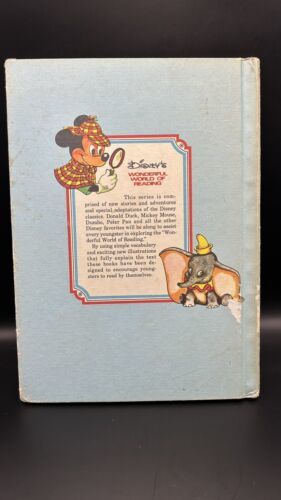 Disney's
WONDERFUL
WORLD OF
READING
This series is com-
prised of new stories and adventures
and special adaptations of the Disney
classics. Donald Duck, Mickey Mouse,
Dumbo, Peter Pan and all the other
Disney favorites will be along to assist
every youngster in exploring the "Won-
derful World of Reading."
By using simple vocabulary
and exciting new illustrations
that fully explain the text
these books have been de-
signed to encourage young-
sters to read by themselves.